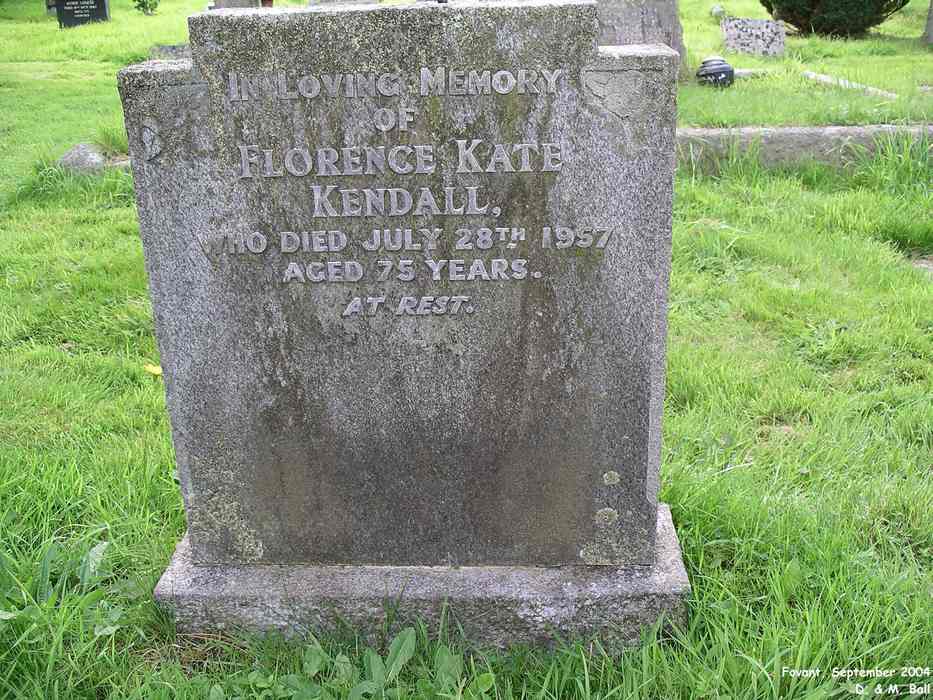 IN LOVING MEMORY
OF
FLORENCE KATE
KENDALL,
WHO DIED JULY 28TH 1957
AGED 75 YEARS.
AT REST.
Fovant, September 2004
D. & M. Ball